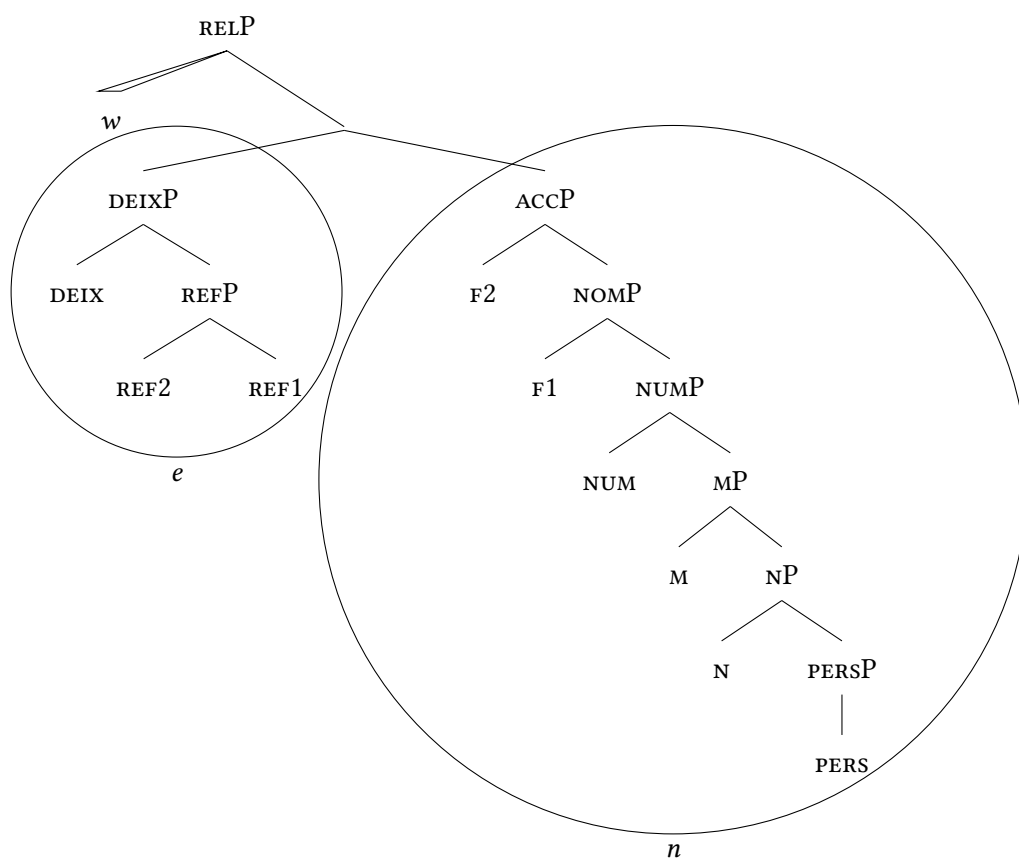 RELP
w
DEIXP ACCP
DEIX REFP F2 NOMP
REF2 REF1 F1 NUMP
e
NUM MP
M NP
N PERSP
PERS
n